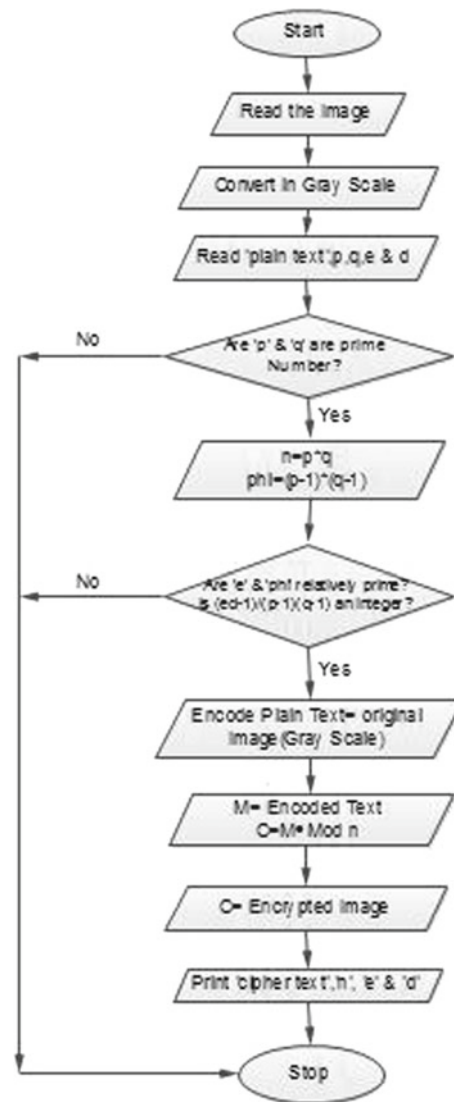 Start
Read the Image
Convert in Gray Scale
Read 'plain text',p,q,e & d
Are 'p' & 'q' are prime
Number?
No
Yes
n=p*q
phi=(p-1)*(q-1)
Are 'e' & 'phi' relatively prime?
Is (ed-1)/(p-1)(q-1) an Integer?
No
Yes
Encode Plain Text= original
Image(Gray Scale)
M= Encoded Text
C=Mᵉ Mod n
C= Encrypted Image
Print 'cipher text','n', 'e' & 'd'
Stop